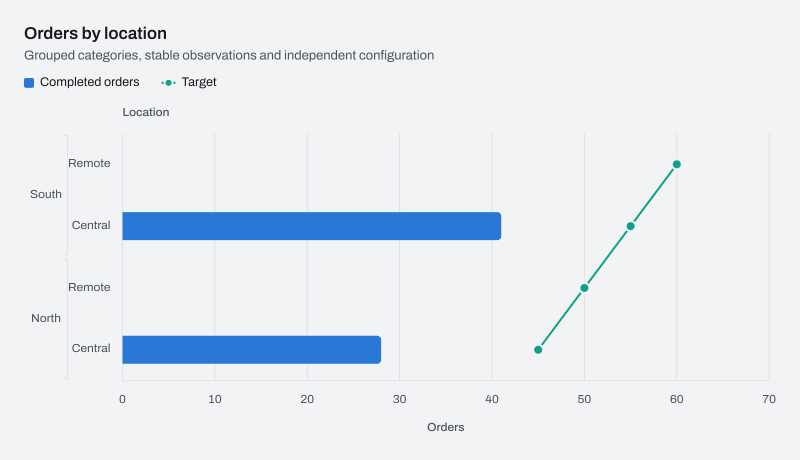 Orders by location
Grouped categories, stable observations and independent configuration
Completed orders Target
Location
Remote
South
Central
Remote
North
Central
0 10 20 30 40 50 60 70
Orders